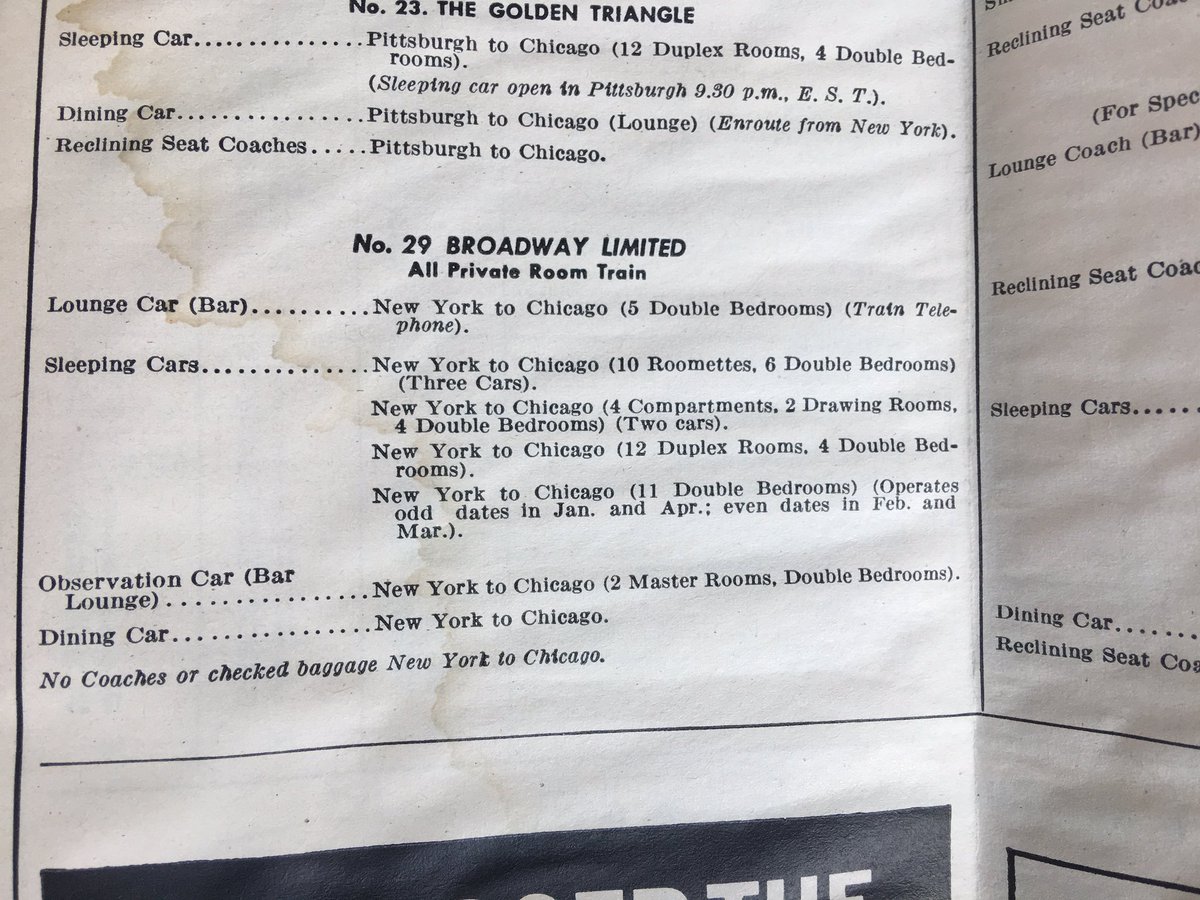 No. 23. THE GOLDEN TRIANGLE
Sleeping Car................Pittsburgh to Chicago (12 Duplex Rooms, 4 Double Bed-
rooms).
(Sleeping car open in Pittsburgh 9.30 p.m., E. S. T.).
Dining Car.................Pittsburgh to Chicago (Lounge) (Enroute from New York).
Reclining Seat Coaches.....Pittsburgh to Chicago.
No. 29 BROADWAY LIMITED
All Private Room Train
Lounge Car (Bar)..........New York to Chicago (5 Double Bedrooms) (Train Tele-
phone).
Sleeping Cars..............New York to Chicago (10 Roomettes, 6 Double Bedrooms)
(Three Cars).
New York to Chicago (4 Compartments, 2 Drawing Rooms,
4 Double Bedrooms) (Two cars).
New York to Chicago (12 Duplex Rooms, 4 Double Bed-
rooms).
New York to Chicago (11 Double Bedrooms) (Operates
odd dates in Jan. and Apr.; even dates in Feb. and
Mar.).
Observation Car (Bar
Lounge)................New York to Chicago (2 Master Rooms, Double Bedrooms).
Dining Car................New York to Chicago.
No Coaches or checked baggage New York to Chicago.
THE
Reclining Seat
(For
Lounge Coach (Bar)
Reclining Seat
Sleeping Cars.....
Dining Car.......
Reclining Seat